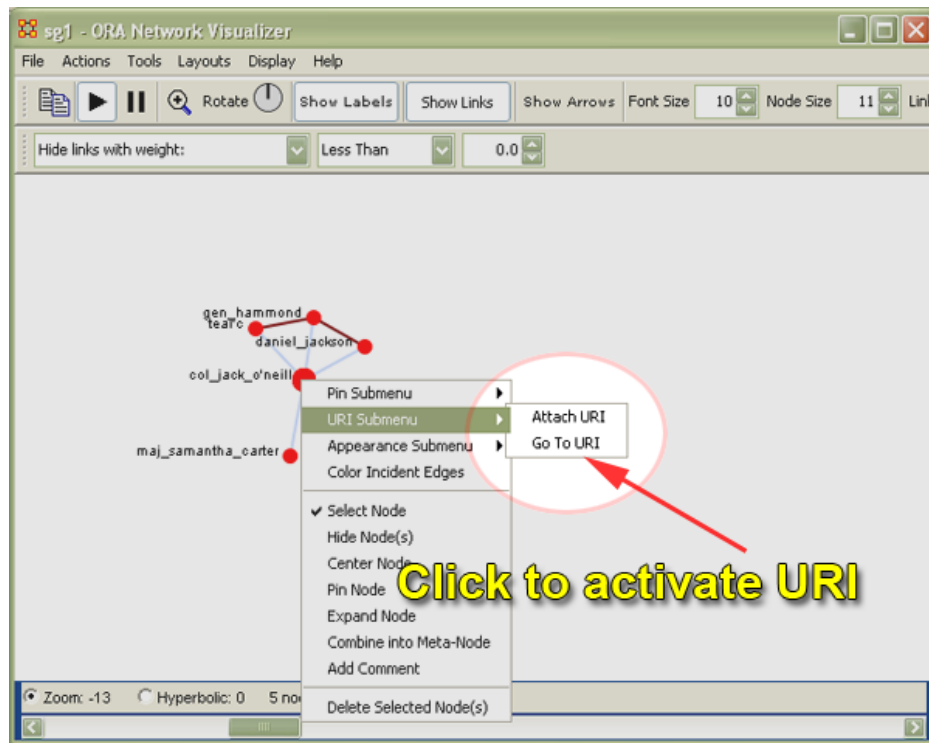 sg1 - ORA Network Visualizer
File Actions Tools Layouts Display Help
Rotate Show Labels Show Links Show Arrows Font Size 10 Node Size 11
Hide links with weight: Less Than 0.0
gen_hammond
tearc
daniel_jackson
col_jack_o'neill
maj_samantha_carter
Pin Submenu
URI Submenu
Appearance Submenu
Color Incident Edges
Select Node
Hide Node(s)
Center Node
Pin Node
Expand Node
Combine into Meta-Node
Add Comment
Delete Selected Node(s)
Attach URI
Go To URI
Click to activate URI
Zoom: -13 Hyperbolic: 0 5